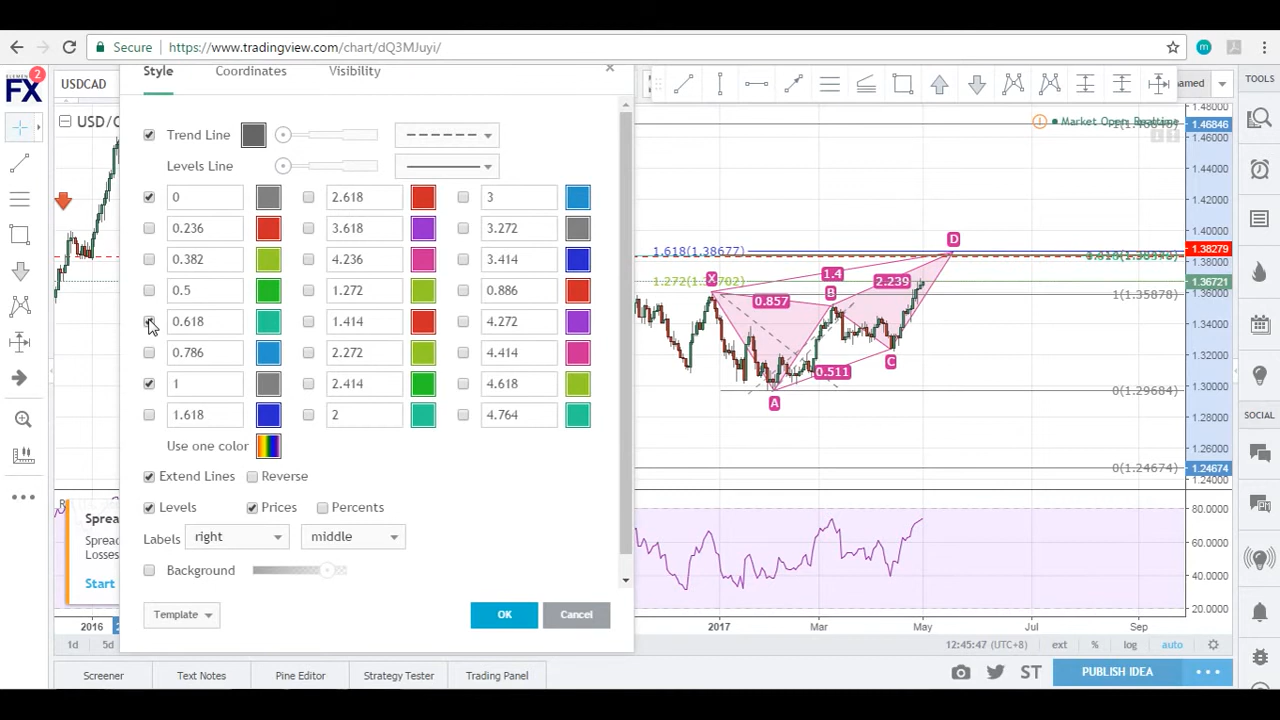 Secure https://www.tradingview.com/chart/dQ3MJuyi/
m
FX 2
USDCAD
Style Coordinates Visibility
TOOLS
USD/
Market Open
Trend Line
Levels Line
0 2.618 3
0.236 3.618 3.272
0.382 4.236 3.414
0.5 1.272 0.886
0.618 1.414 4.272
0.786 2.272 4.414
1 2.414 4.618
1.618 2 4.764
Use one color
Extend Lines Reverse
Levels Prices Percents
Labels right middle
Background
Template OK Cancel
Spre
Spre
Losses
Start
1.46846
1.44000
1.42000
1.40000
D
1.618(1.38677)
1.38279
1.38000
X 1.4
1.36721
0.857 B 2.239
1(1.35878)
1.34000
C
1.32000
0.511
1.30000
0(1.29684)
A
1.28000
1.26000
0(1.24674) 1.24674
1.24000
80.0000
60.0000
40.0000
20.0000
SOCIAL
2016 2017 Mar May Jul Sep
1d 5d 12:45:47 (UTC+8) ext % log auto
Screener Text Notes Pine Editor Strategy Tester Trading Panel ST PUBLISH IDEA